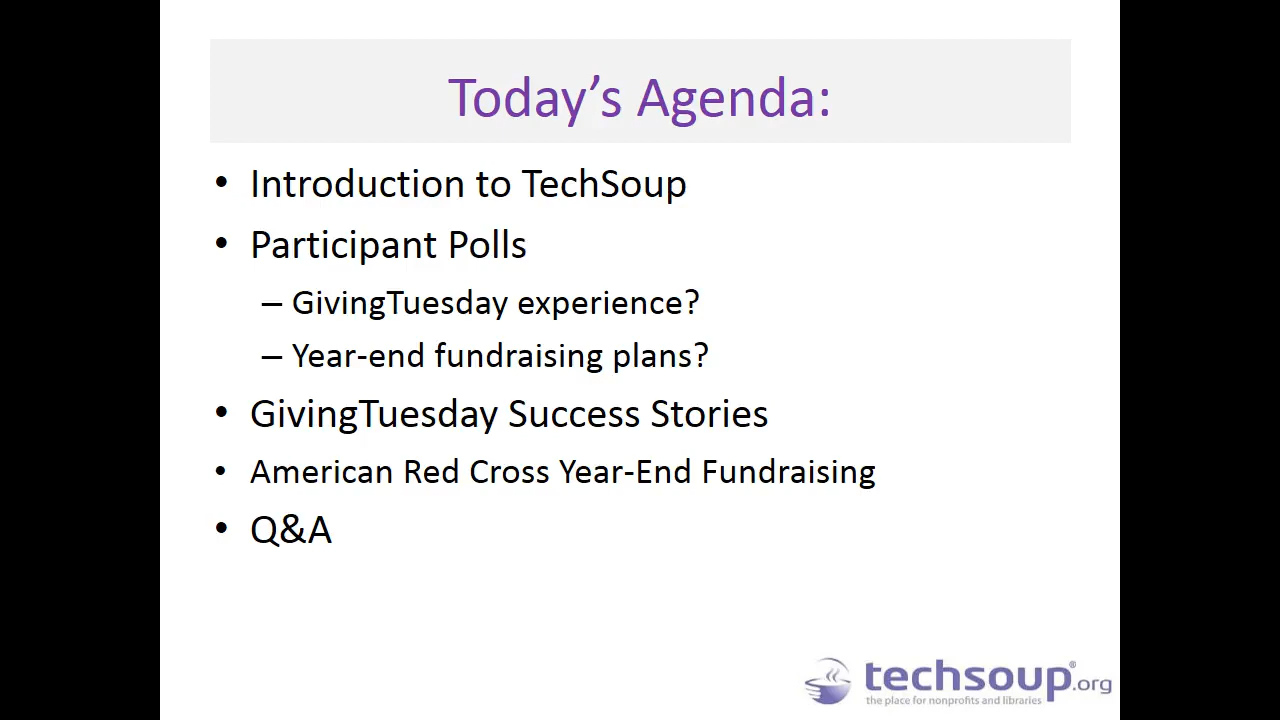 Today’s Agenda:
• Introduction to TechSoup
• Participant Polls
– GivingTuesday experience?
– Year-end fundraising plans?
• GivingTuesday Success Stories
• American Red Cross Year-End Fundraising
• Q&A
techsoup®.org
the place for nonprofits and libraries